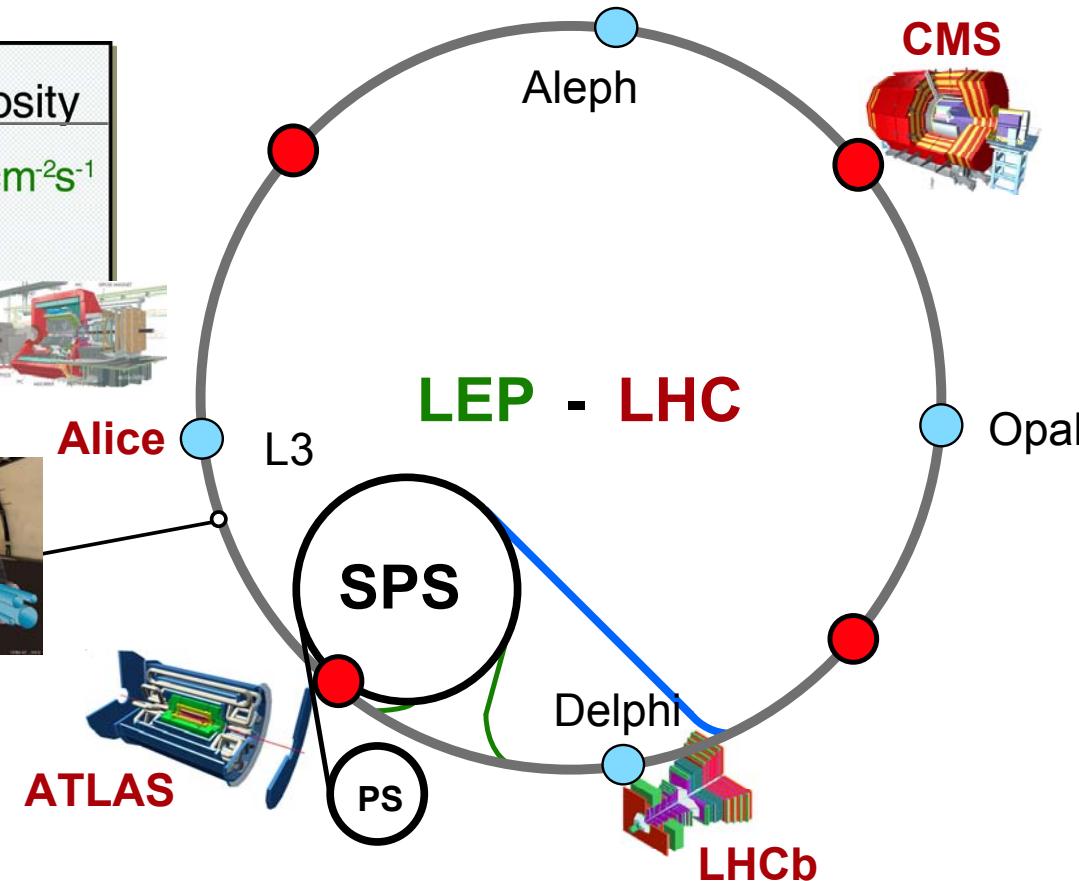 CMS
osity
Aleph
m-2s-1
LEP - LHC
Alice
L3
Opal
SPS
Delphi
ATLAS
PS
LHCb